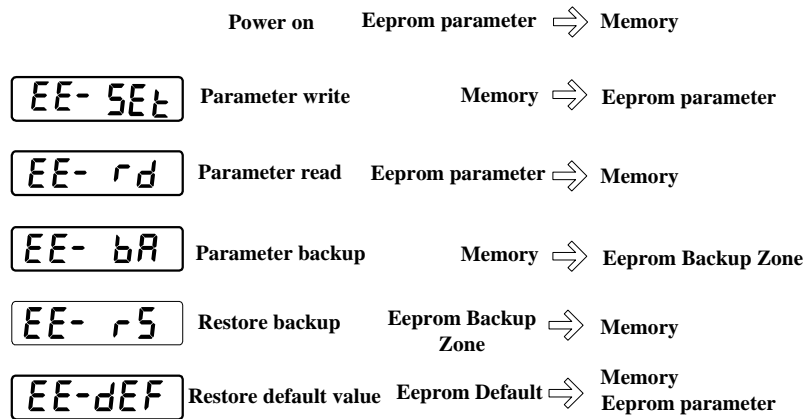 Power on Eeprom parameter Memory
EE- SEt Parameter write Memory Eeprom parameter
EE- rd Parameter read Eeprom parameter Memory
EE- bA Parameter backup Memory Eeprom Backup Zone
EE- rS Restore backup Eeprom Backup Zone Memory
EE-dEF Restore default value Eeprom Default Memory
Eeprom parameter